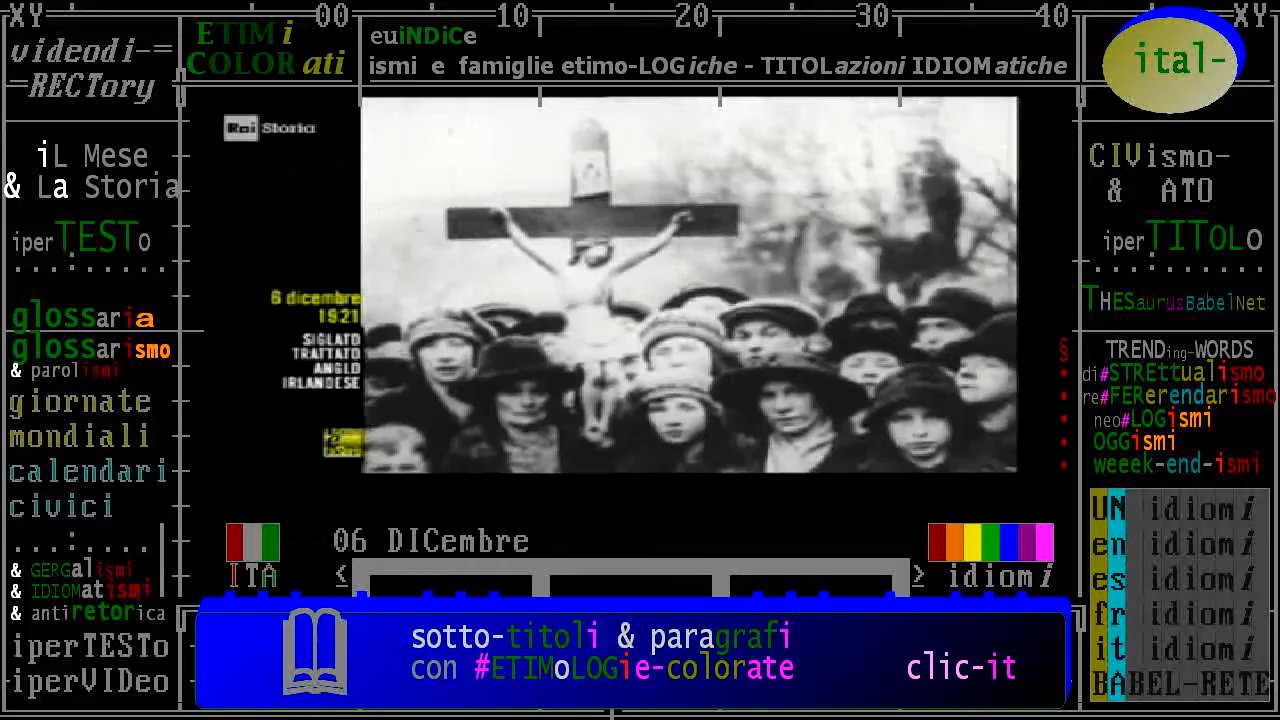 XY 00 10 20 30 40 XY
videodi-=
=RECTory
ETIMi
COLORati
euiNDiCe
ismi e famiglie etimo-LOGiche - TITOLazioni IDIOMatiche
ital-
iL Mese
& La Storia
iperTESTo
glossaria
glossarismo
& parolismi
giornate
mondiali
calendari
civici
& GERGalismi
& IDIOMatismi
& antiretorica
iperTESTo
iperVIDeo
Rai Storia
6 dicembre
1921
SIGLATO
TRATTATO
ANGLO
IRLANDESE
06 DICembre
ITA < > idiomi
sotto-titoli & paragrafi
con #ETIMoLOGie-colorate clic-it
CIVismo-
& ATO
iperTITOLO
THESaurusBabelNet
§
TRENDing-WORDS
di#STREttualismo
re#FERerendarismo
neo#LOGismi
OGGismi
weeek-end-ismi
UN idiomi
en idiomi
es idiomi
fr idiomi
it idiomi
BABEL-RETE